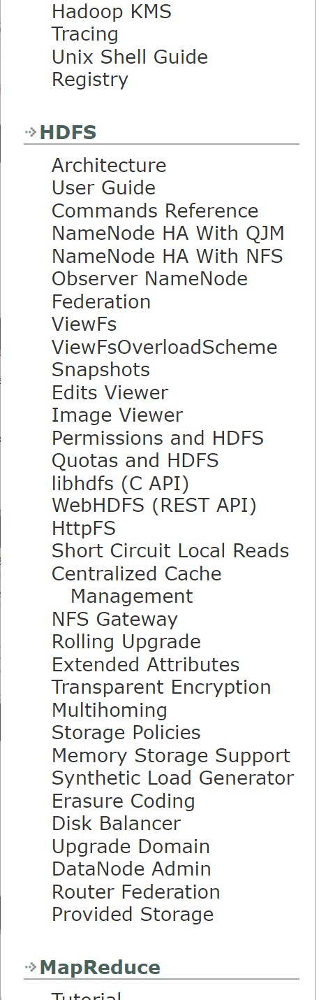 Hadoop KMS
Tracing
Unix Shell Guide
Registry
HDFS
Architecture
User Guide
Commands Reference
NameNode HA With QJM
NameNode HA With NFS
Observer NameNode
Federation
ViewFs
ViewFsOverloadScheme
Snapshots
Edits Viewer
Image Viewer
Permissions and HDFS
Quotas and HDFS
libhdfs (C API)
WebHDFS (REST API)
HttpFS
Short Circuit Local Reads
Centralized Cache
Management
NFS Gateway
Rolling Upgrade
Extended Attributes
Transparent Encryption
Multihoming
Storage Policies
Memory Storage Support
Synthetic Load Generator
Erasure Coding
Disk Balancer
Upgrade Domain
DataNode Admin
Router Federation
Provided Storage
MapReduce
Tutorial